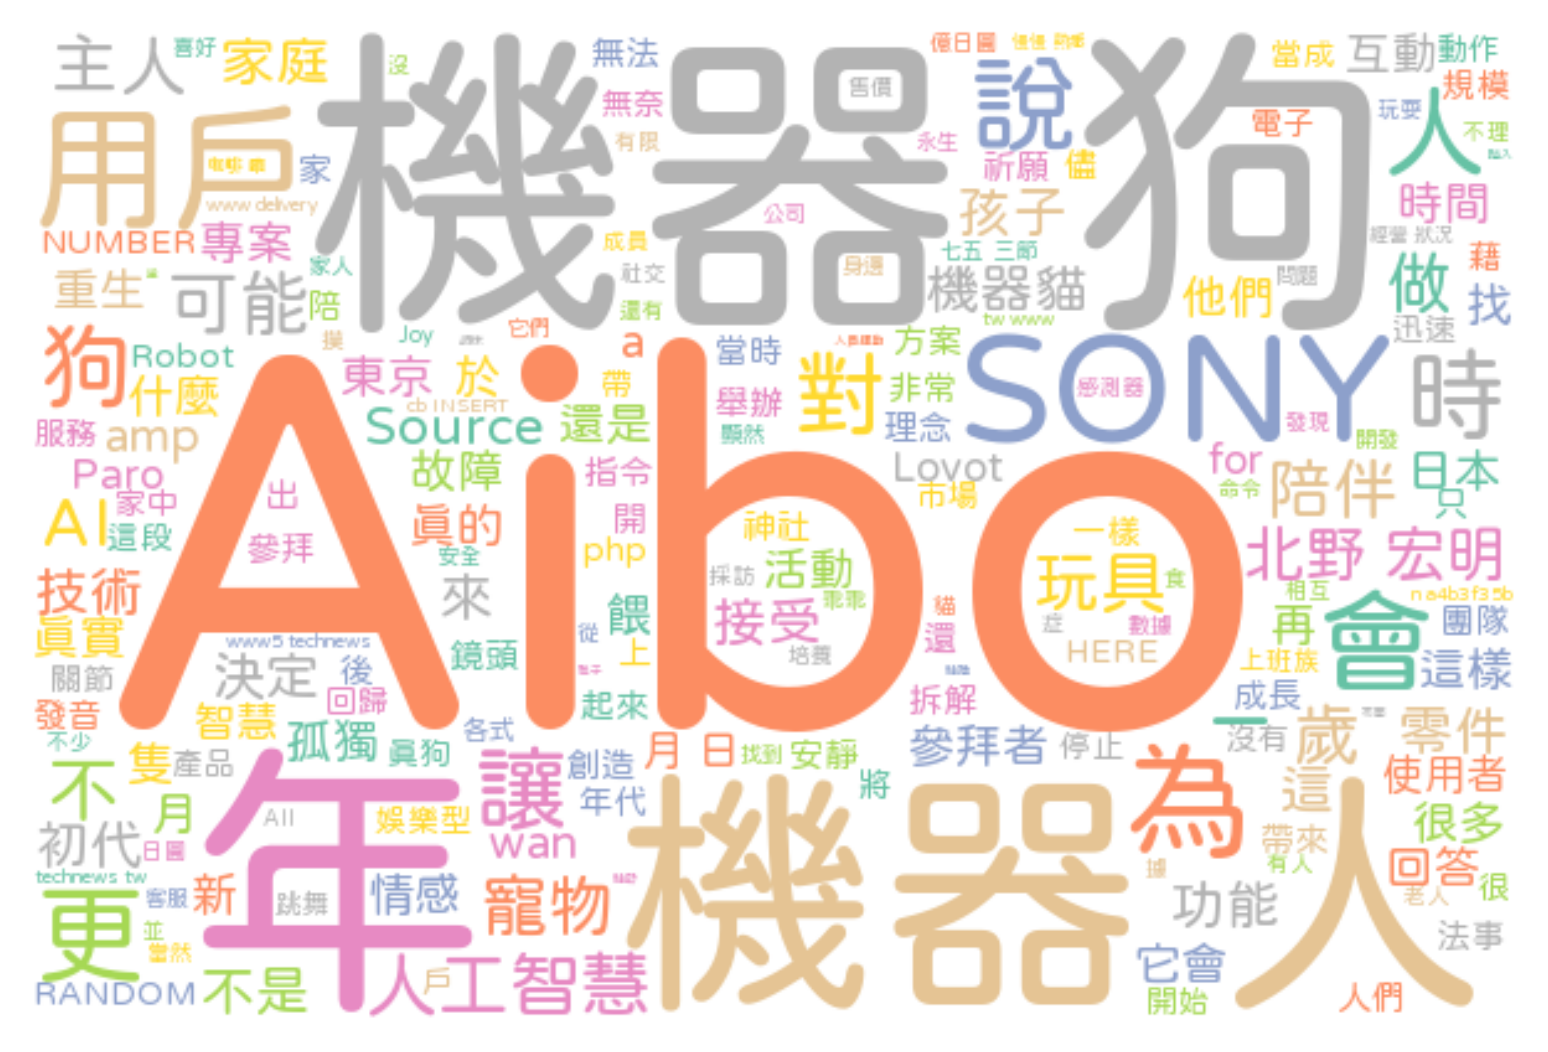 主人 喜好 家庭 沒 無法 億日圓 當成 互動 動作
機器狗
售價 說 規模
用戶 無奈 玩耍
有限 永生 電子 人 不理
家 祈願 儘
www delivery 孩子 時間
NUMBER 專案 公司 成員 七五 三節 經營 狀況
家人 社交 身邊 機器貓 問題 做 藉
重生 可能 陪 還有 他們 找
tw www 迅速
狗 Robot Joy 它們 a 當時 方案 SONY 時
摸 東京 於 帶 對 非常 感測器
什麼 cb INSERT 舉辦
服務 amp Source 還是 顯然 理念 發現 開發
Paro 故障 指令 Lovot for 陪伴 日本
Aibo
家中 出 市場 命令 只
AI 這段 真的 開 神社 一樣 北野 宏明
參拜 安全 php 採訪 活動 玩具 食
技術 來 餵 乖乖 相互 na4b3f35b
真實 www5 technews 從 接受 貓 症 數據 再 會 團隊
關節 決定 後 鏡頭 上 培養 還 HERE 上班族 這樣
回歸 起來 拆解 成長
發音 智慧 各式 一 歲 零件
不少 孤獨 真狗 月 日 找到 安靜 參拜者 停止 沒有
隻 產品 讓 創造 將 為 這 使用者
不 月 年 All 娛樂型 年代 很多
初代 日圓 wan 機器人 帶來
technews tw 有人 回答
客服 新 跳舞 情感 寵物 據 功能 老人 很
更 並 當然 法事
戶 它會
RANDOM 不是 人工智慧 開始 人們